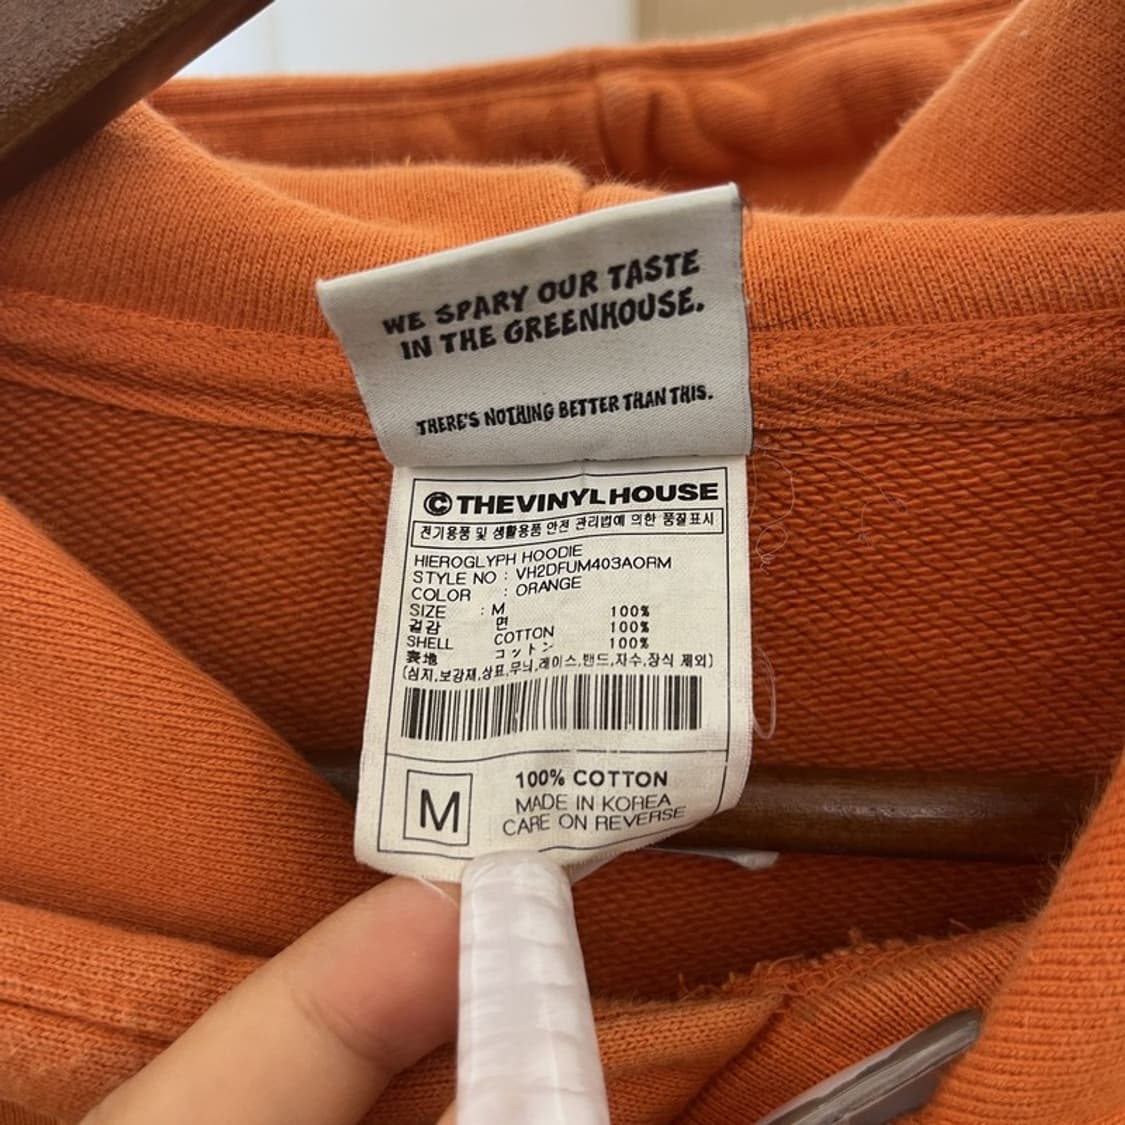 WE SPARY OUR TASTE
IN THE GREENHOUSE.
THERE'S NOTHING BETTER THAN THIS.
© THEVINYLHOUSE
전기용품 및 생활용품 안전 관리법에 의한 품질표시
HIEROGLYPH HOODIE
STYLE NO : VH2DFUM403AORM
COLOR : ORANGE
SIZE : M
겉감 면 100%
SHELL COTTON 100%
表地 コットン 100%
(심지,보강재,상표,무늬,레이스,밴드,자수,장식 제외)
M
100% COTTON
MADE IN KOREA
CARE ON REVERSE